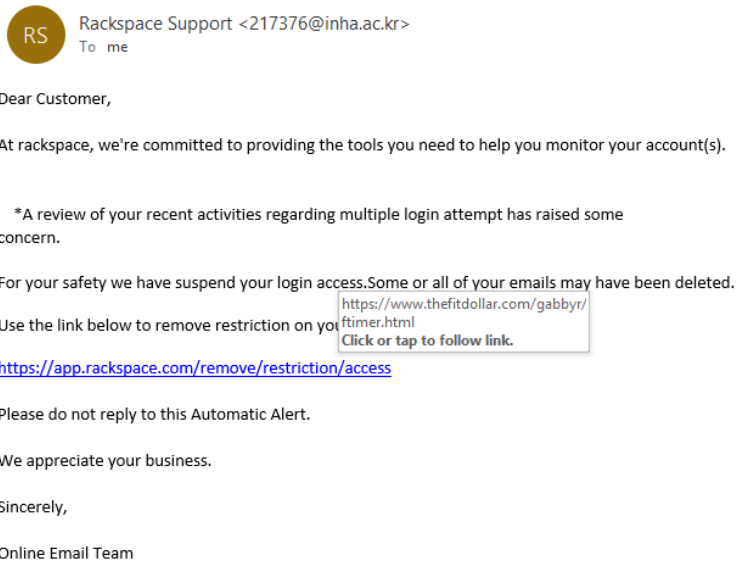 RS
Rackspace Support <217376@inha.ac.kr>
To me
Dear Customer,
At rackspace, we're committed to providing the tools you need to help you monitor your account(s).
*A review of your recent activities regarding multiple login attempt has raised some
concern.
For your safety we have suspend your login access.Some or all of your emails may have been deleted.
https://www.thefitdollar.com/gabbyr/
ftimer.html
Click or tap to follow link.
Use the link below to remove restriction on
https://app.rackspace.com/remove/restriction/access
Please do not reply to this Automatic Alert.
We appreciate your business.
Sincerely,
Online Email Team